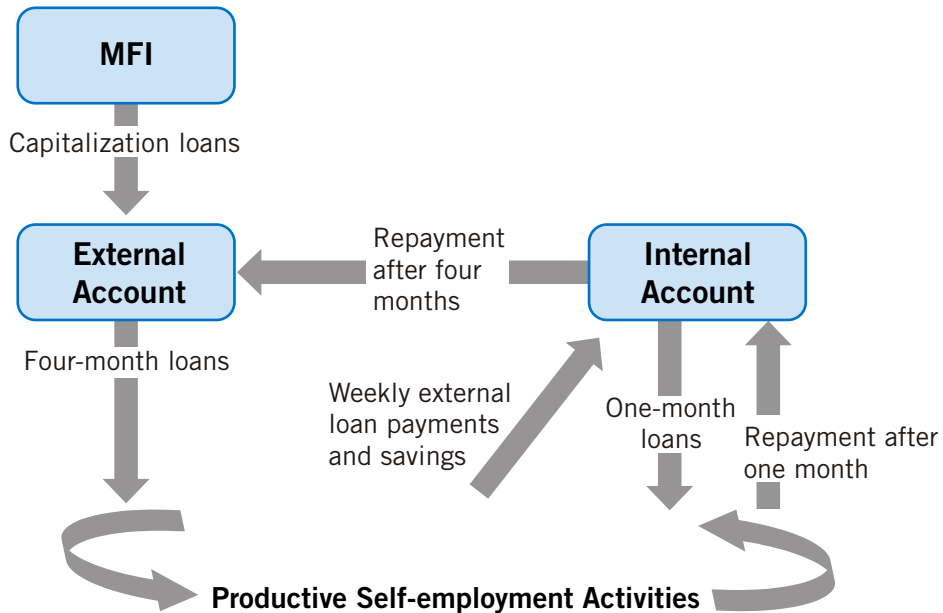 MFI
Capitalization loans
External
Account
Repayment
after four
months
Internal
Account
Four-month loans
Weekly external
loan payments
and savings
One-month
loans
Repayment after
one month
Productive Self-employment Activities